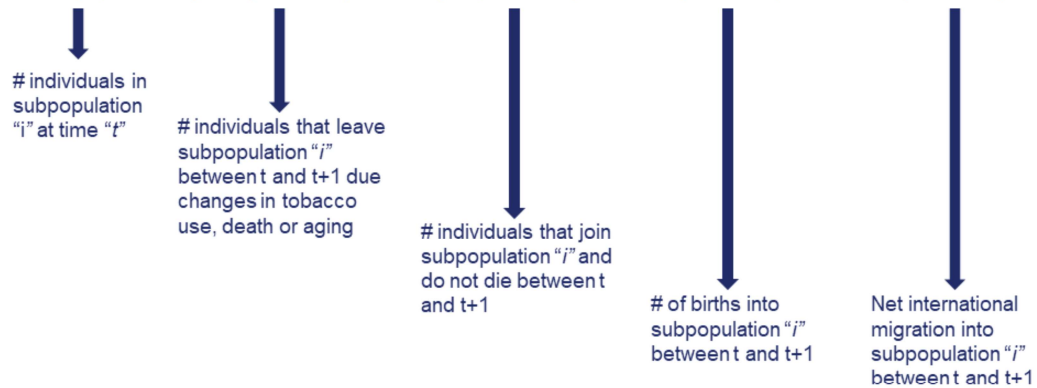 # individuals in
subpopulation
“i” at time “t”
# individuals that leave
subpopulation “i”
between t and t+1 due
changes in tobacco
use, death or aging
# individuals that join
subpopulation “i” and
do not die between t
and t+1
# of births into
subpopulation “i”
between t and t+1
Net international
migration into
subpopulation “i”
between t and t+1